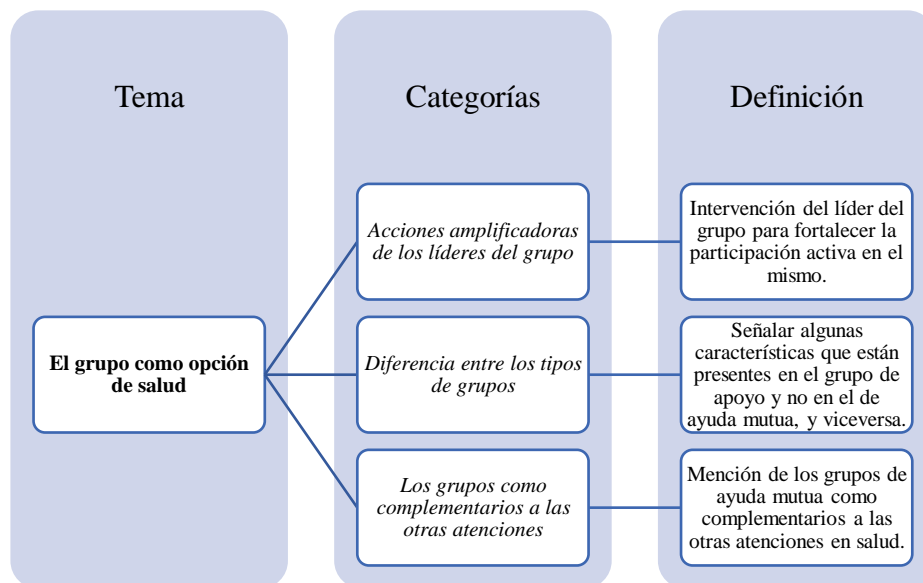 Tema
Categorías
Definición
El grupo como opción
de salud
Acciones amplificadoras
de los líderes del grupo
Intervención del líder del
grupo para fortalecer la
participación activa en el
mismo.
Diferencia entre los tipos
de grupos
Señalar algunas
características que están
presentes en el grupo de
apoyo y no en el de
ayuda mutua, y viceversa.
Los grupos como
complementarios a las
otras atenciones
Mención de los grupos de
ayuda mutua como
complementarios a las
otras atenciones en salud.